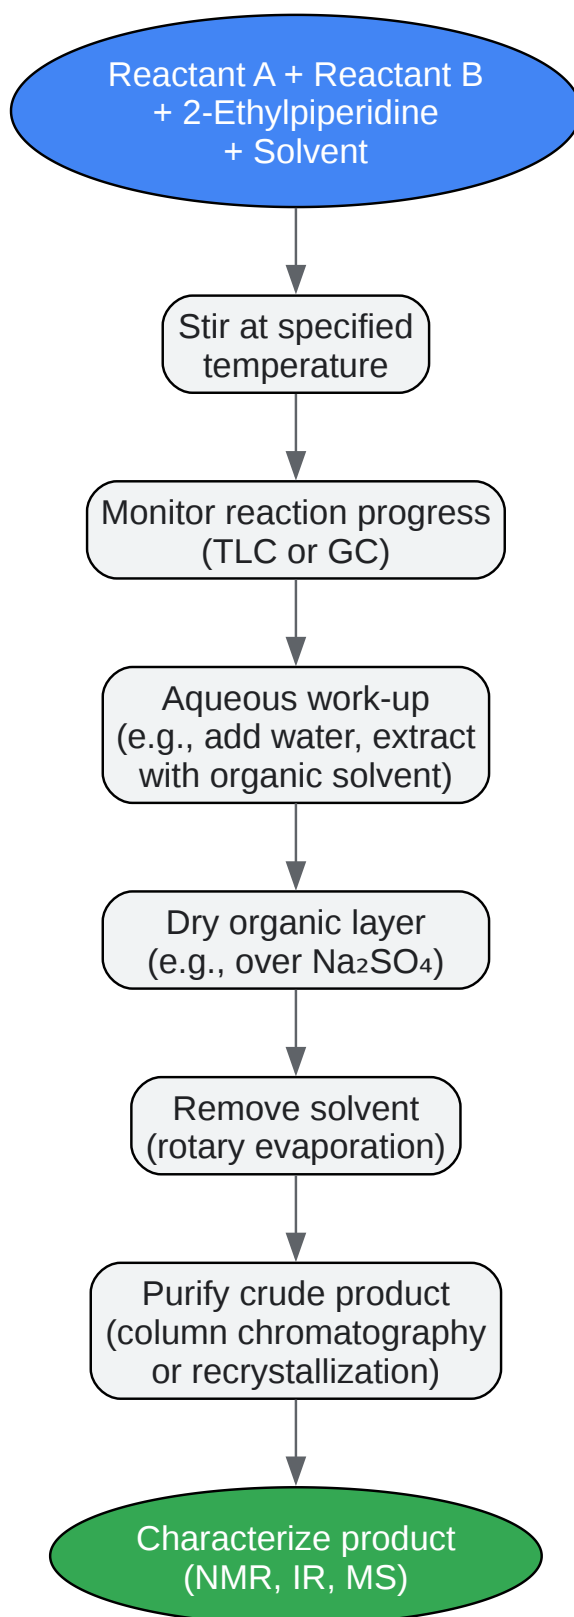 Reactant A + Reactant B
+ 2-Ethylpiperidine
+ Solvent
Stir at specified
temperature
Monitor reaction progress
(TLC or GC)
Aqueous work-up
(e.g., add water, extract
with organic solvent)
Dry organic layer
(e.g., over Na₂SO₄)
Remove solvent
(rotary evaporation)
Purify crude product
(column chromatography
or recrystallization)
Characterize product
(NMR, IR, MS)